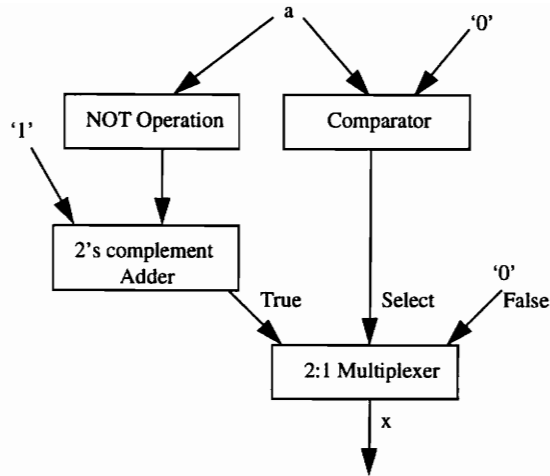 a
‘0’
NOT Operation
Comparator
‘1’
2's complement
Adder
‘0’
True
Select
False
2:1 Multiplexer
x